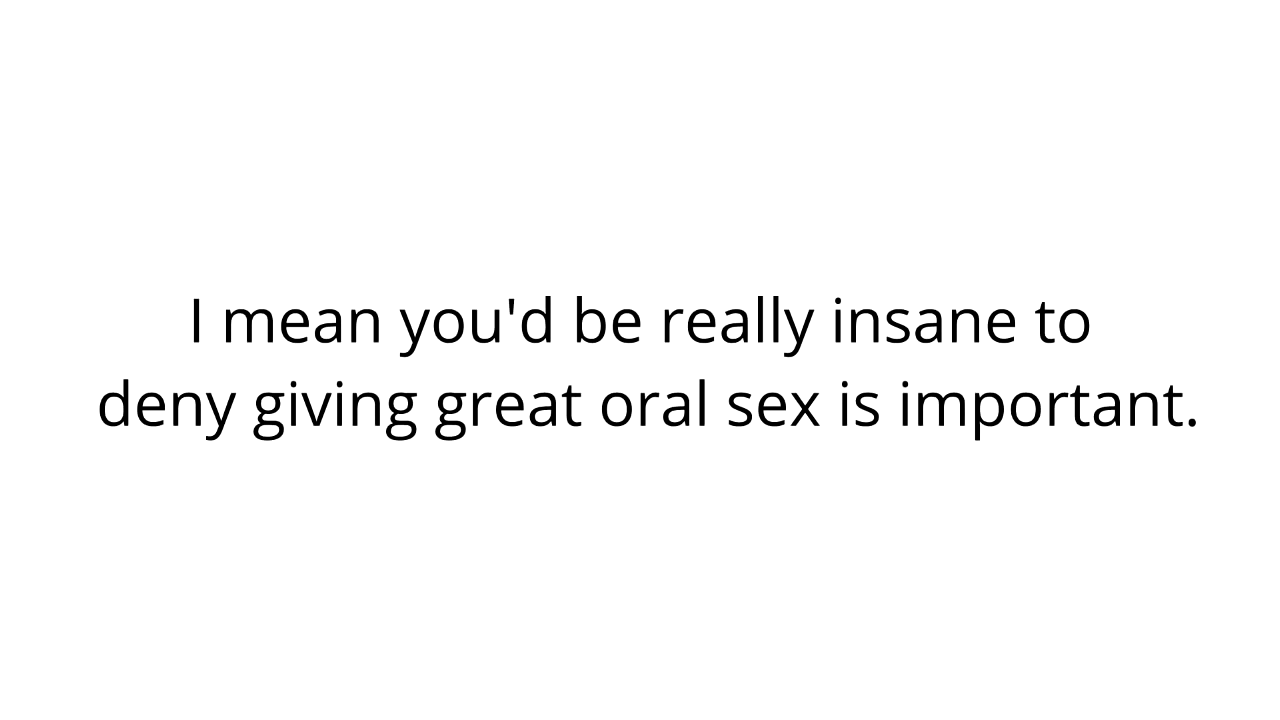 I mean you'd be really insane to
deny giving great oral sex is important.